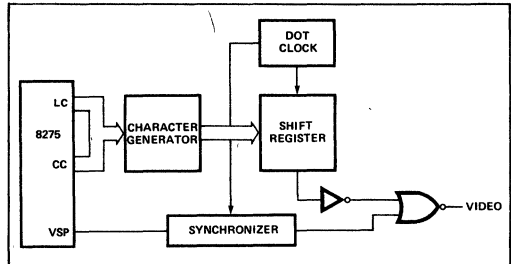 DOT
CLOCK
LC
8275
CC
VSP
CHARACTER
GENERATOR
SHIFT
REGISTER
SYNCHRONIZER
VIDEO